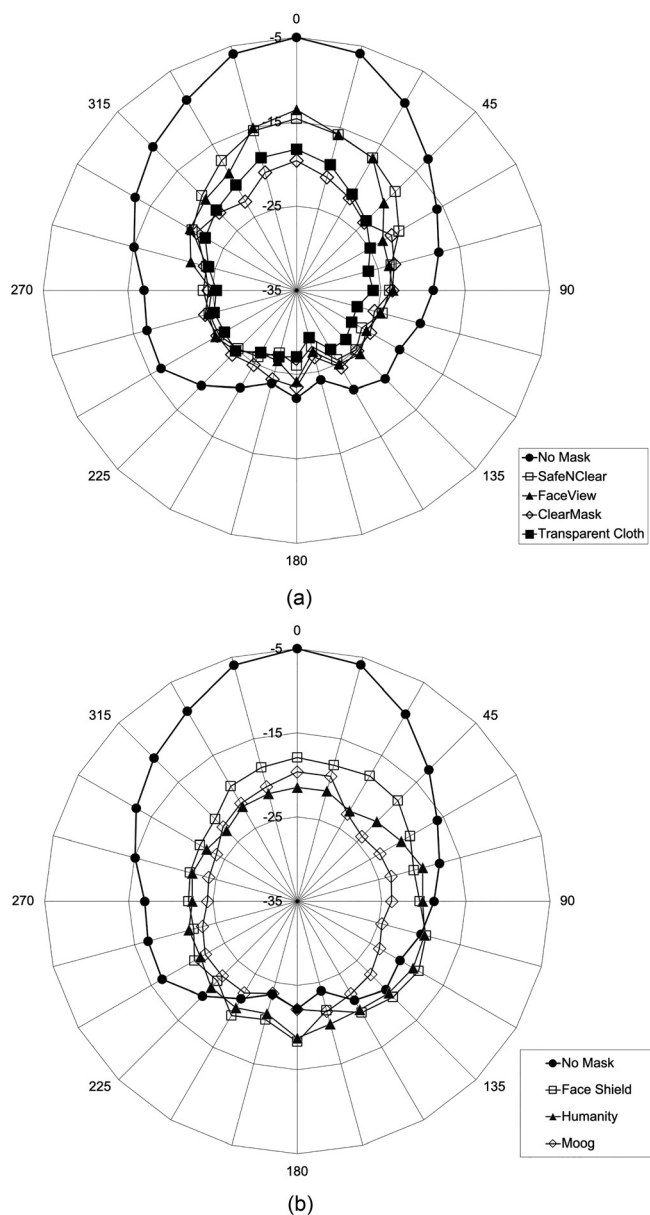 0
-5
315
45
-15
-25
270
-35
90
225
135
No Mask
SafeNClear
FaceView
ClearMask
Transparent Cloth
180
(a)
0
-5
315
45
-15
-25
270
-35
90
225
135
No Mask
Face Shield
Humanity
Moog
180
(b)